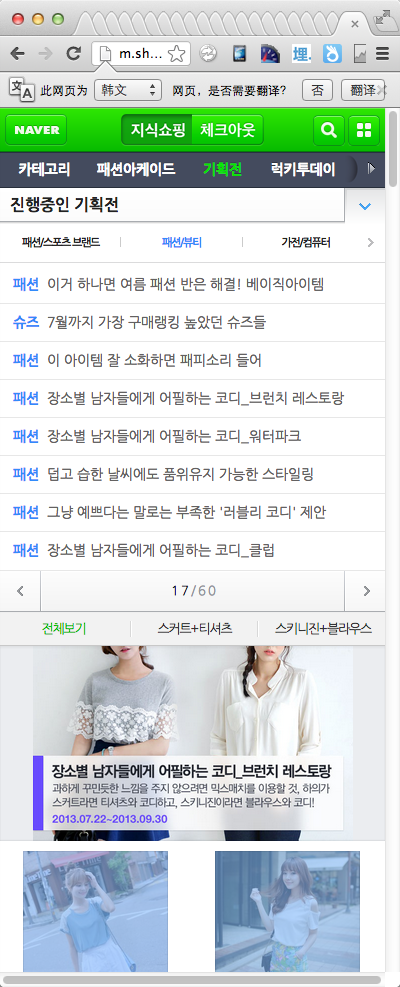 m.sh...
此网页为 韩文 网页，是否需要翻译？ 否 翻译
NAVER 지식쇼핑 체크아웃
카테고리 패션아케이드 기획전 럭키투데이
진행중인 기획전
패션/스포츠 브랜드 패션/뷰티 가전/컴퓨터
패션 이거 하나면 여름 패션 반은 해결! 베이직아이템
슈즈 7월까지 가장 구매랭킹 높았던 슈즈들
패션 이 아이템 잘 소화하면 패피소리 들어
패션 장소별 남자들에게 어필하는 코디_브런치 레스토랑
패션 장소별 남자들에게 어필하는 코디_워터파크
패션 덥고 습한 날씨에도 품위유지 가능한 스타일링
패션 그냥 예쁘다는 말로는 부족한 '러블리 코디' 제안
패션 장소별 남자들에게 어필하는 코디_클럽
17/60
전체보기 스커트+티셔츠 스키니진+블라우스
장소별 남자들에게 어필하는 코디_브런치 레스토랑
과하게 꾸민듯한 느낌을 주지 않으려면 믹스매치를 이용할 것, 하의가
스커트라면 티셔츠와 코디하고, 스키니진이라면 블라우스와 코디!
2013.07.22~2013.09.30